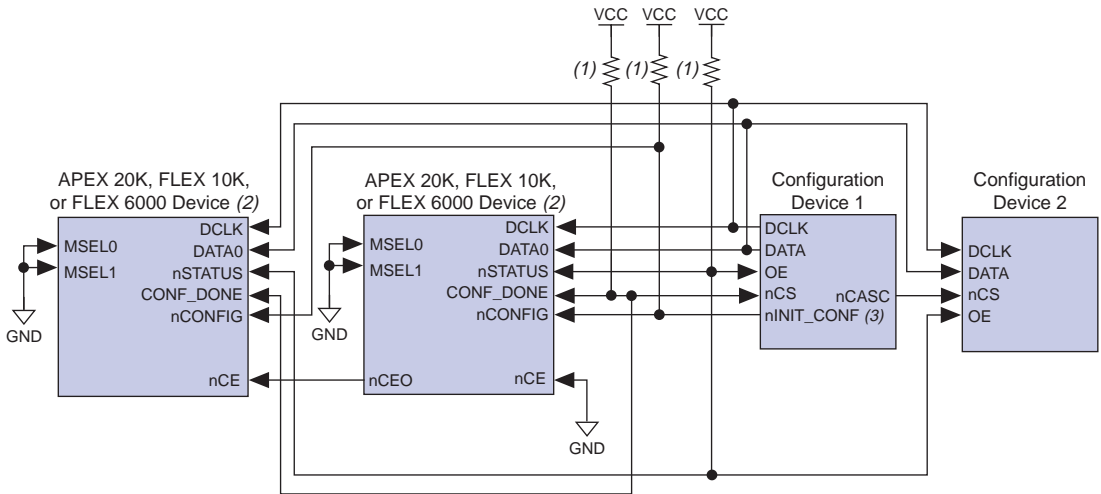 VCC VCC VCC
(1) (1) (1)
APEX 20K, FLEX 10K,
or FLEX 6000 Device (2)
MSEL0
MSEL1
GND
DCLK
DATA0
nSTATUS
CONF_DONE
nCONFIG
nCE
APEX 20K, FLEX 10K,
or FLEX 6000 Device (2)
MSEL0
MSEL1
GND
DCLK
DATA0
nSTATUS
CONF_DONE
nCONFIG
nCEO
nCE
GND
Configuration
Device 1
DCLK
DATA
OE
nCS
nCASC
nINIT_CONF (3)
Configuration
Device 2
DCLK
DATA
nCS
OE